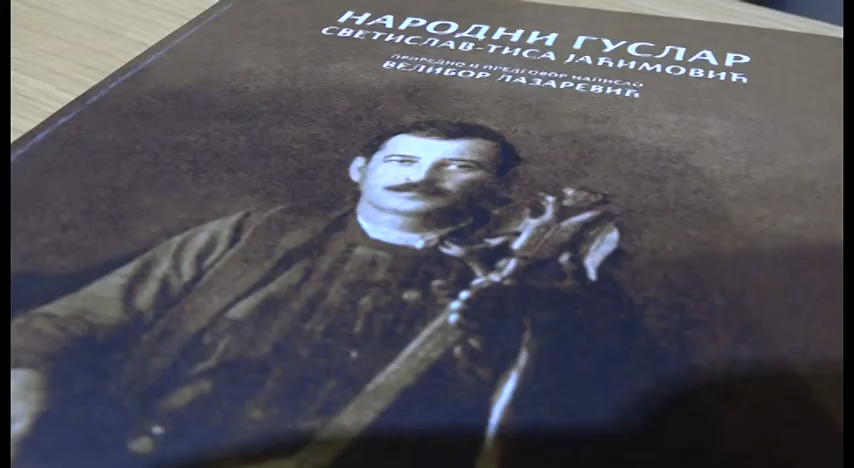 НАРОДНИ ГУСЛАР
СВЕТИСЛАВ-ТИСА ЈАЋИМОВИЋ
ПРИРЕДИО И ПРЕДГОВОР НАПИСАО
ВЕЛИБОР ЛАЗАРЕВИЋ